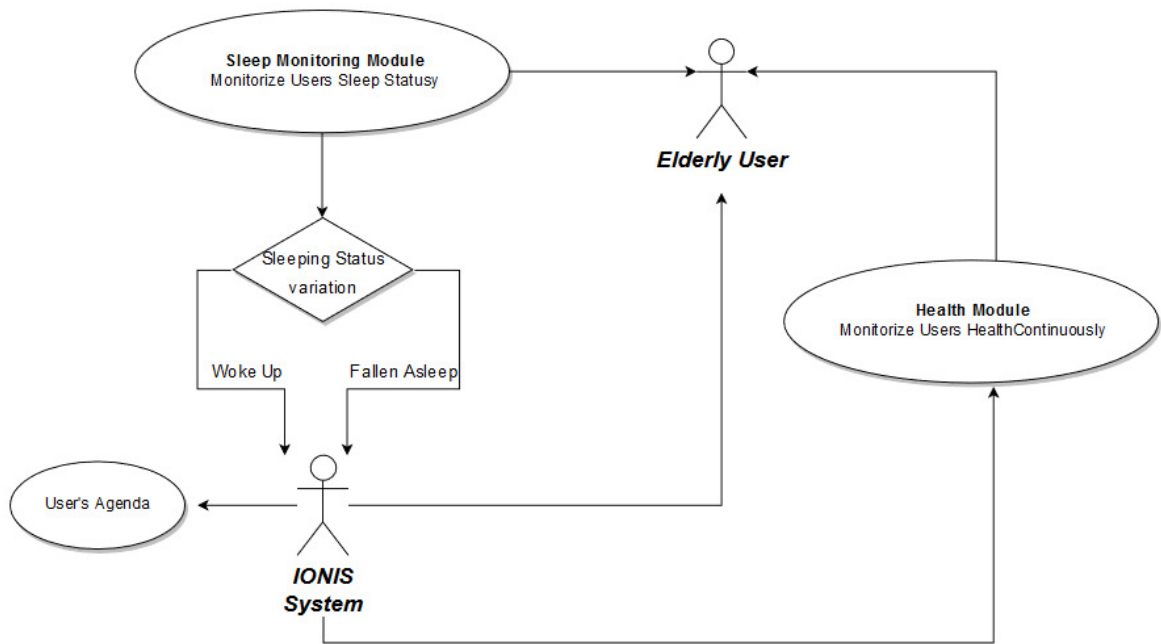 Sleep Monitoring Module
Monitorize Users Sleep Statusy
Elderly User
Sleeping Status
variation
Health Module
Monitorize Users HealthContinuously
Woke Up
Fallen Asleep
User's Agenda
IONIS
System